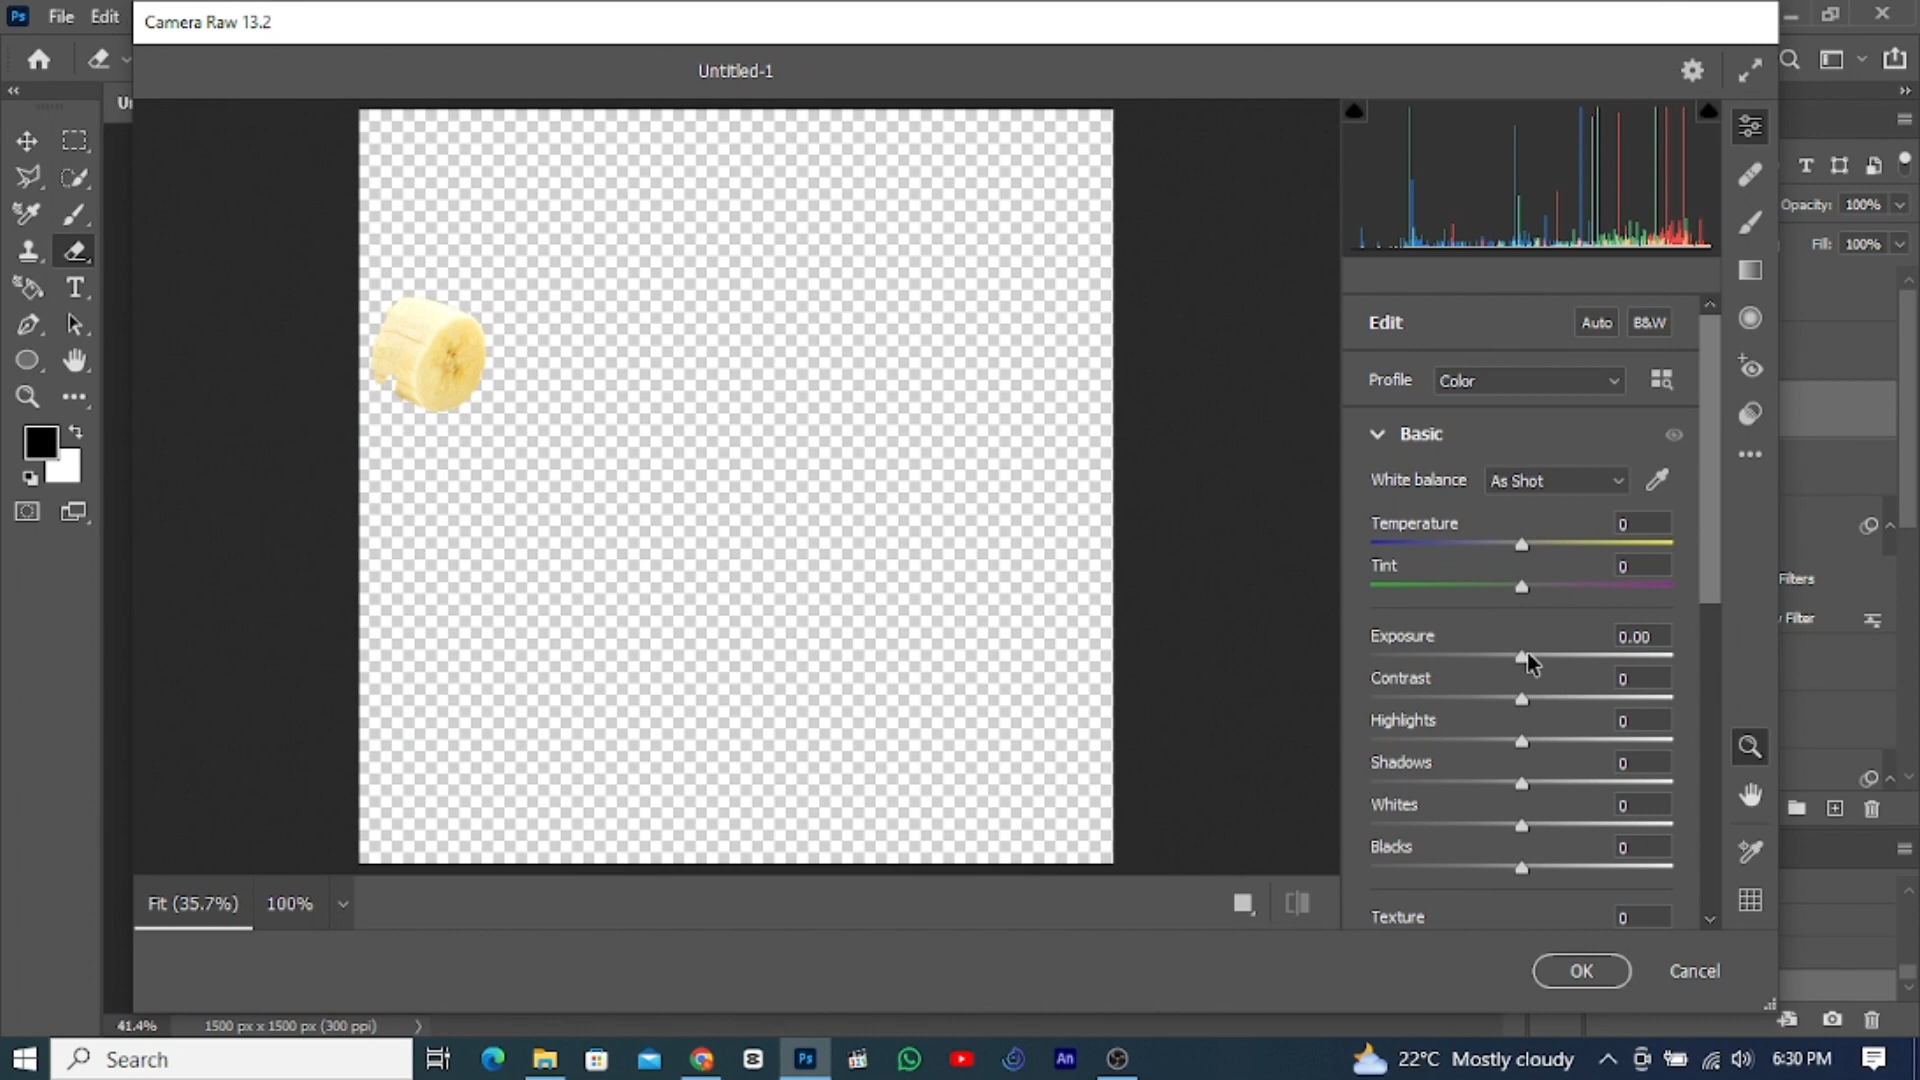 Ps File Edit
Camera Raw 13.2
Untitled-1
Edit
Auto
B&W
Profile
Color
Basic
White balance
As Shot
Temperature
0
Tint
0
Exposure
0.00
Contrast
0
Highlights
0
Shadows
0
Whites
0
Blacks
0
Texture
0
Opacity: 100%
Fill: 100%
Filters
Filter
Fit (35.7%)
100%
OK
Cancel
41.4%
1500 px x 1500 px (300 ppi)
Search
Ps
An
22°C Mostly cloudy
6:30 PM